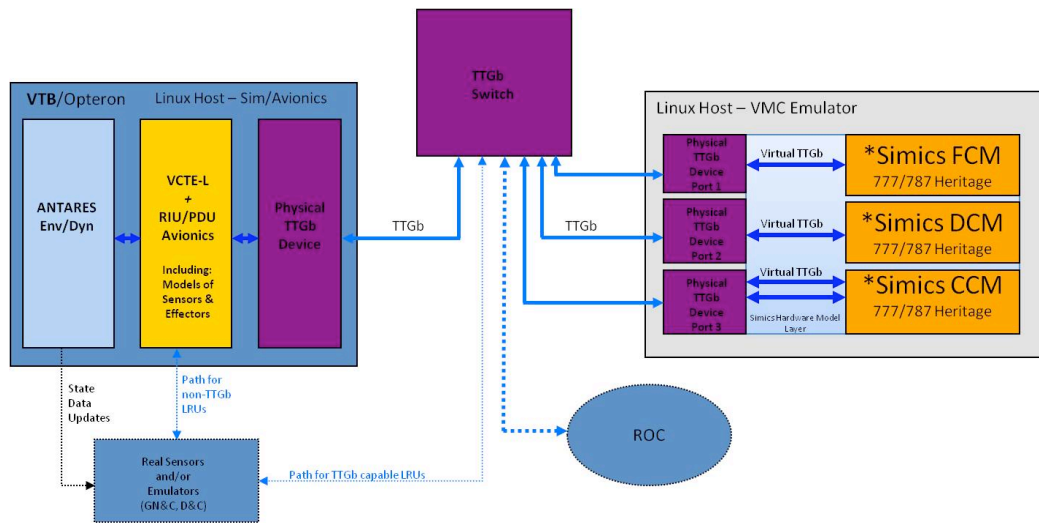 TTGb
Switch
VTB/Opteron
Linux Host – Sim/Avionics
ANTARES
Env/Dyn
VCTE-L
+
RIU/PDU
Avionics
Including:
Models of
Sensors &
Effectors
Physical
TTGb
Device
TTGb
TTGb
Linux Host – VMC Emulator
Physical
TTGb
Device
Port 1
Virtual TTGb
*Simics FCM
777/787 Heritage
Physical
TTGb
Device
Port 2
Virtual TTGb
*Simics DCM
777/787 Heritage
Physical
TTGb
Device
Port 3
Virtual TTGb
*Simics CCM
777/787 Heritage
Simics Hardware Model
Layer
State
Data
Updates
Path for
non-TTGb
LRUs
Real Sensors
and/or
Emulators
(GN&C, D&C)
Path for TTGb capable LRUs
ROC